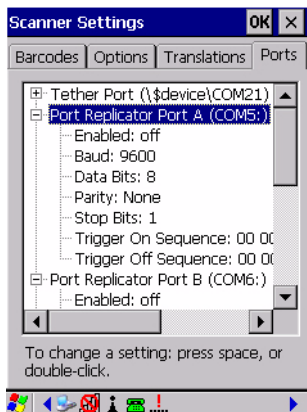 Scanner Settings OK ×
Barcodes Options Translations Ports
Tether Port (\$device\COM21)
Port Replicator Port A (COM5:)
Enabled: off
Baud: 9600
Data Bits: 8
Parity: None
Stop Bits: 1
Trigger On Sequence: 00 00
Trigger Off Sequence: 00 00
Port Replicator Port B (COM6:)
Enabled: off
To change a setting: press space, or
double-click.